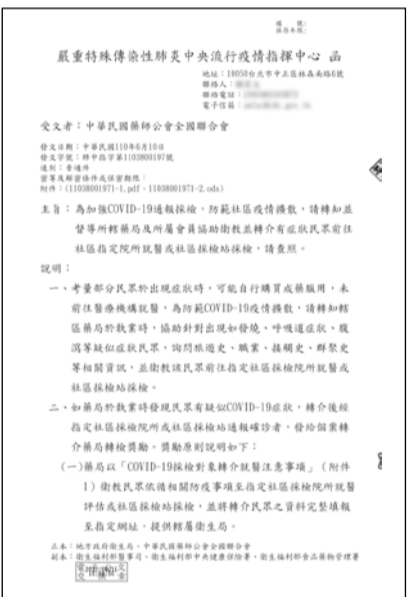 檔　號：
保存年限：
嚴重特殊傳染性肺炎中央流行疫情指揮中心 函
地址：10050台北市中正區林森南路6號
聯絡人：
聯絡電話：
電子信箱：
受文者：中華民國藥師公會全國聯合會
發文日期：中華民國110年6月10日
發文字號：肺中指字第1103800197號
速別：普通件
密等及解密條件或保密期限：
附件：(11038001971-1.pdf、11038001971-2.ods)
主旨：為加強COVID-19通報採檢，防範社區疫情擴散，請轉知並
督導所轄藥局及所屬會員協助衛教並轉介有症狀民眾前往
社區指定院所就醫或社區採檢站採檢，請查照。
說明：
一、考量部分民眾於出現症狀時，可能自行購買成藥服用，未
前往醫療機構就醫，為防範COVID-19疫情擴散，請轉知轄
區藥局於執業時，協助針對出現如發燒、呼吸道症狀、腹
瀉等疑似症狀民眾，詢問旅遊史、職業、接觸史、群聚史
等相關資訊，並衛教該民眾前往指定社區採檢院所就醫或
社區採檢站採檢。
二、如藥局於執業時發現民眾有疑似COVID-19症狀，轉介後經
指定社區採檢院所或社區採檢站通報確診者，發給個案轉
介藥局轉檢獎勵。獎勵原則說明如下：
(一)藥局以「COVID-19採檢對象轉介就醫注意事項」(附件
1)衛教民眾依循相關防疫事項至指定社區採檢院所就醫
評估或社區採檢站採檢，並將轉介民眾之資料完整填報
至指定網址，提供轄屬衛生局。
正本：地方政府衛生局、中華民國藥師公會全國聯合會
副本：衛生福利部醫事司、衛生福利部中央健康保險署、衛生福利部食品藥物管理署